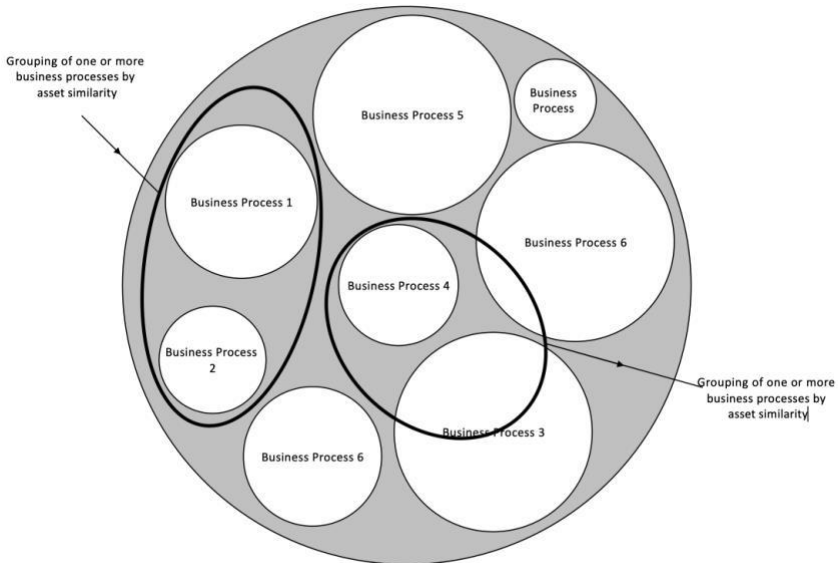 Grouping of one or more
business processes by
asset similarity
Business Process 5
Business
Process
Business Process 1
Business Process 6
Business Process 4
Business Process
2
Grouping of one or more
business processes by
asset similarity
Business Process 3
Business Process 6